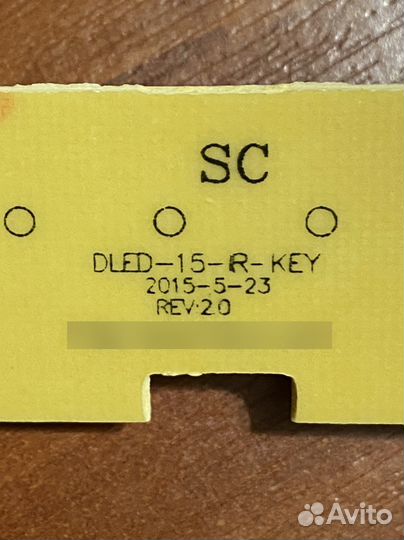 SC
DLED-15-IR-KEY
2015-5-23
REV:2.0
Avito